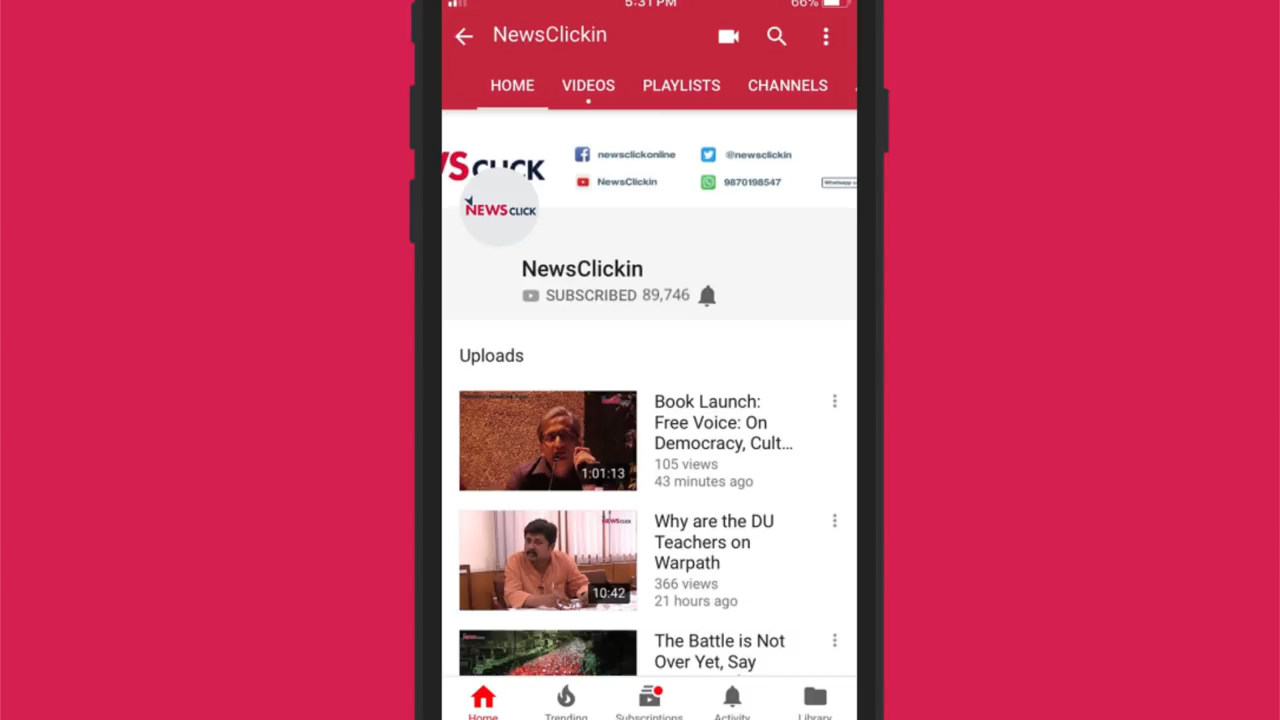 5:31 PM
66%
NewsClickin
HOME VIDEOS PLAYLISTS CHANNELS
WS CLICK
newsclickonline @newsclickin
NewsClickin 9870198547
NEWS CLICK
NewsClickin
SUBSCRIBED 89,746
Uploads
Book Launch:
Free Voice: On
Democracy, Cult...
105 views
43 minutes ago
1:01:13
Why are the DU
Teachers on
Warpath
366 views
21 hours ago
NEWSCLICK
10:42
The Battle is Not
Over Yet, Say
Home Trending Subscriptions Activity Library